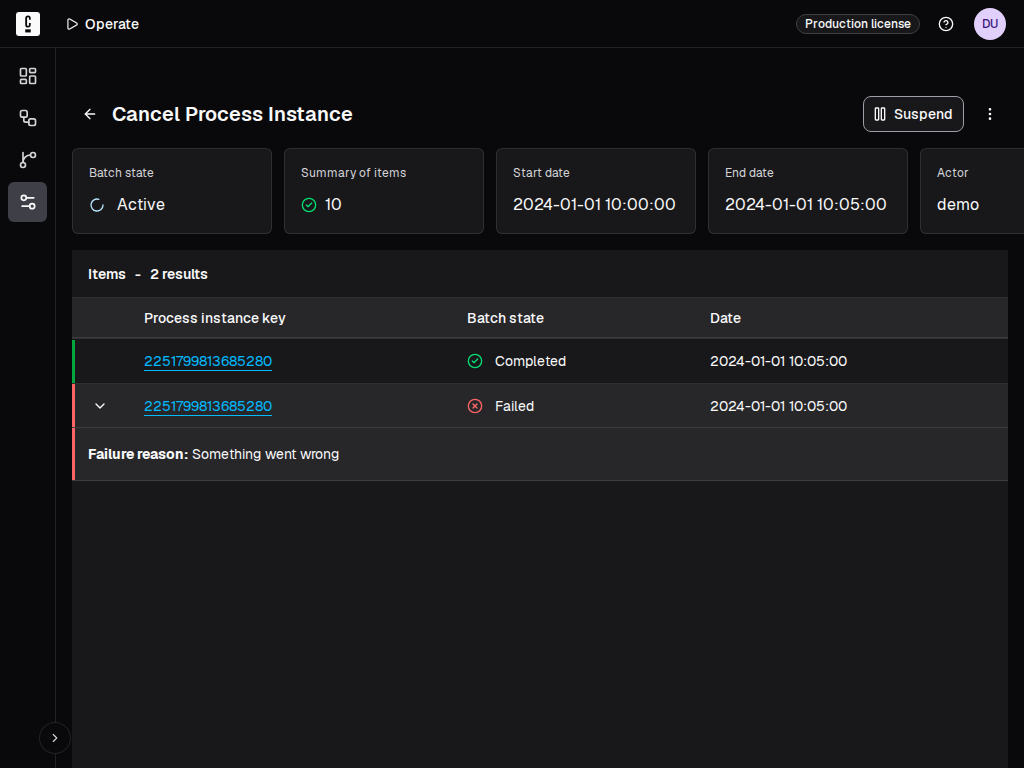 Operate
Production license
DU
Cancel Process Instance
Suspend
Batch state
Active
Summary of items
10
Start date
2024-01-01 10:00:00
End date
2024-01-01 10:05:00
Actor
demo
Items - 2 results
Process instance key Batch state Date
2251799813685280 Completed 2024-01-01 10:05:00
2251799813685280 Failed 2024-01-01 10:05:00
Failure reason: Something went wrong